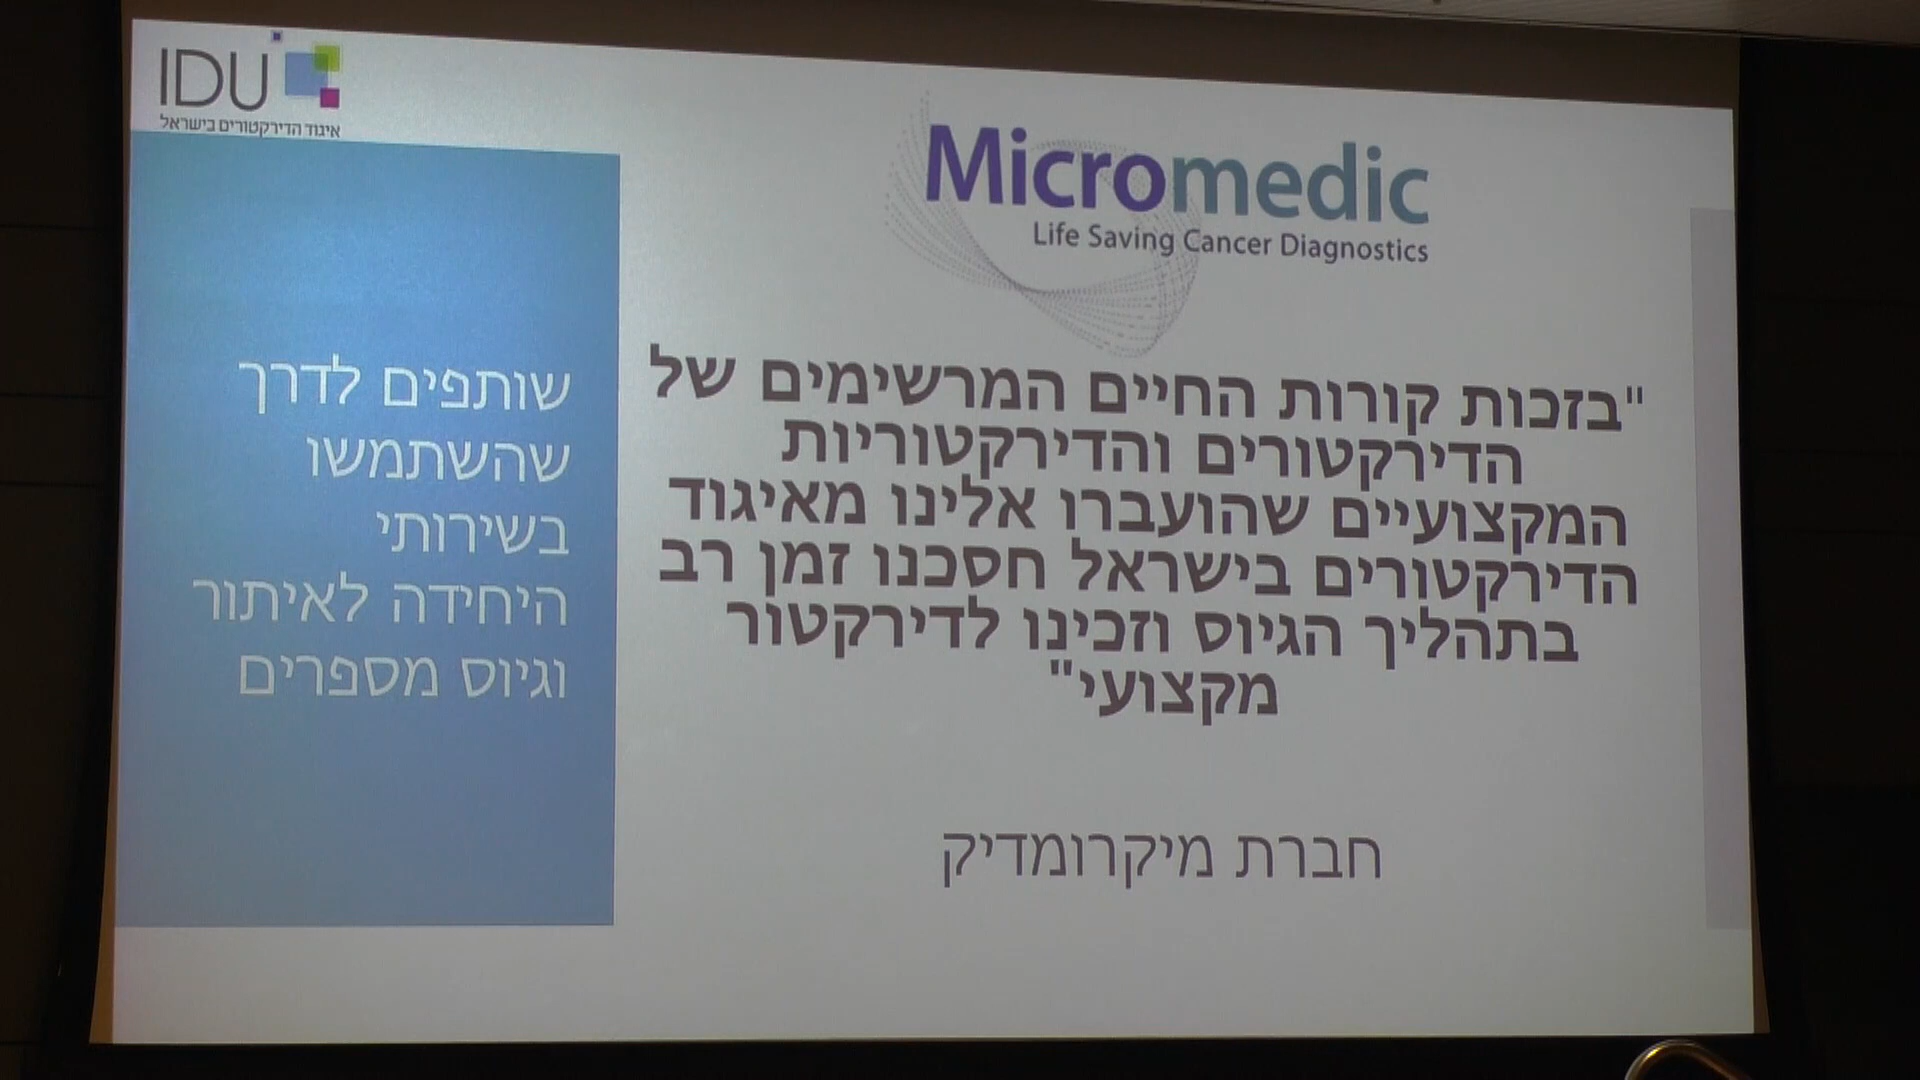 IDU
איגוד הדירקטורים בישראל
Micromedic
Life Saving Cancer Diagnostics
"בזכות קורות החיים המרשימים של
הדירקטורים והדירקטוריות
המקצועיים שהועברו אלינו מאיגוד
הדירקטורים בישראל חסכנו זמן רב
בתהליך הגיוס וזכינו לדירקטור
מקצועי"
חברת מיקרומדיק
שותפים לדרך
שהשתמשו
בשירותי
היחידה לאיתור
וגיוס מספרים